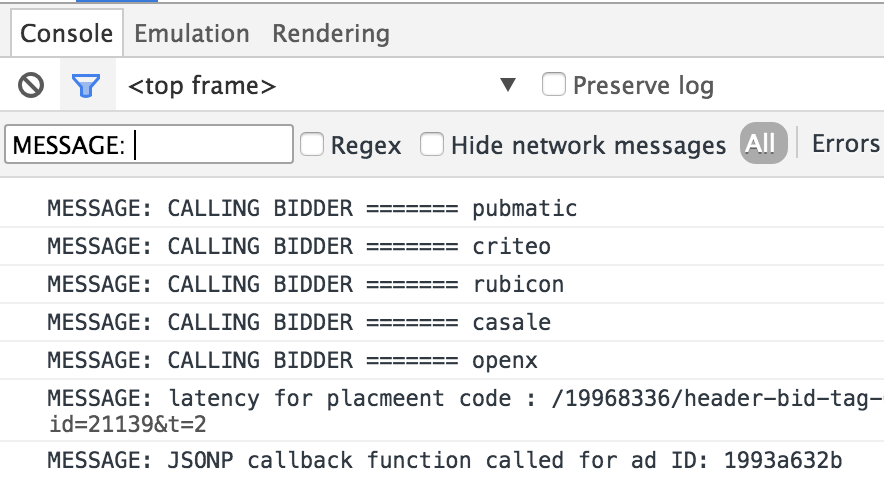 Console Emulation Rendering
<top frame> ▼ Preserve log
MESSAGE: Regex Hide network messages All Errors
MESSAGE: CALLING BIDDER ======= pubmatic
MESSAGE: CALLING BIDDER ======= criteo
MESSAGE: CALLING BIDDER ======= rubicon
MESSAGE: CALLING BIDDER ======= casale
MESSAGE: CALLING BIDDER ======= openx
MESSAGE: latency for placmeent code : /19968336/header-bid-tag-
id=21139&t=2
MESSAGE: JSONP callback function called for ad ID: 1993a632b